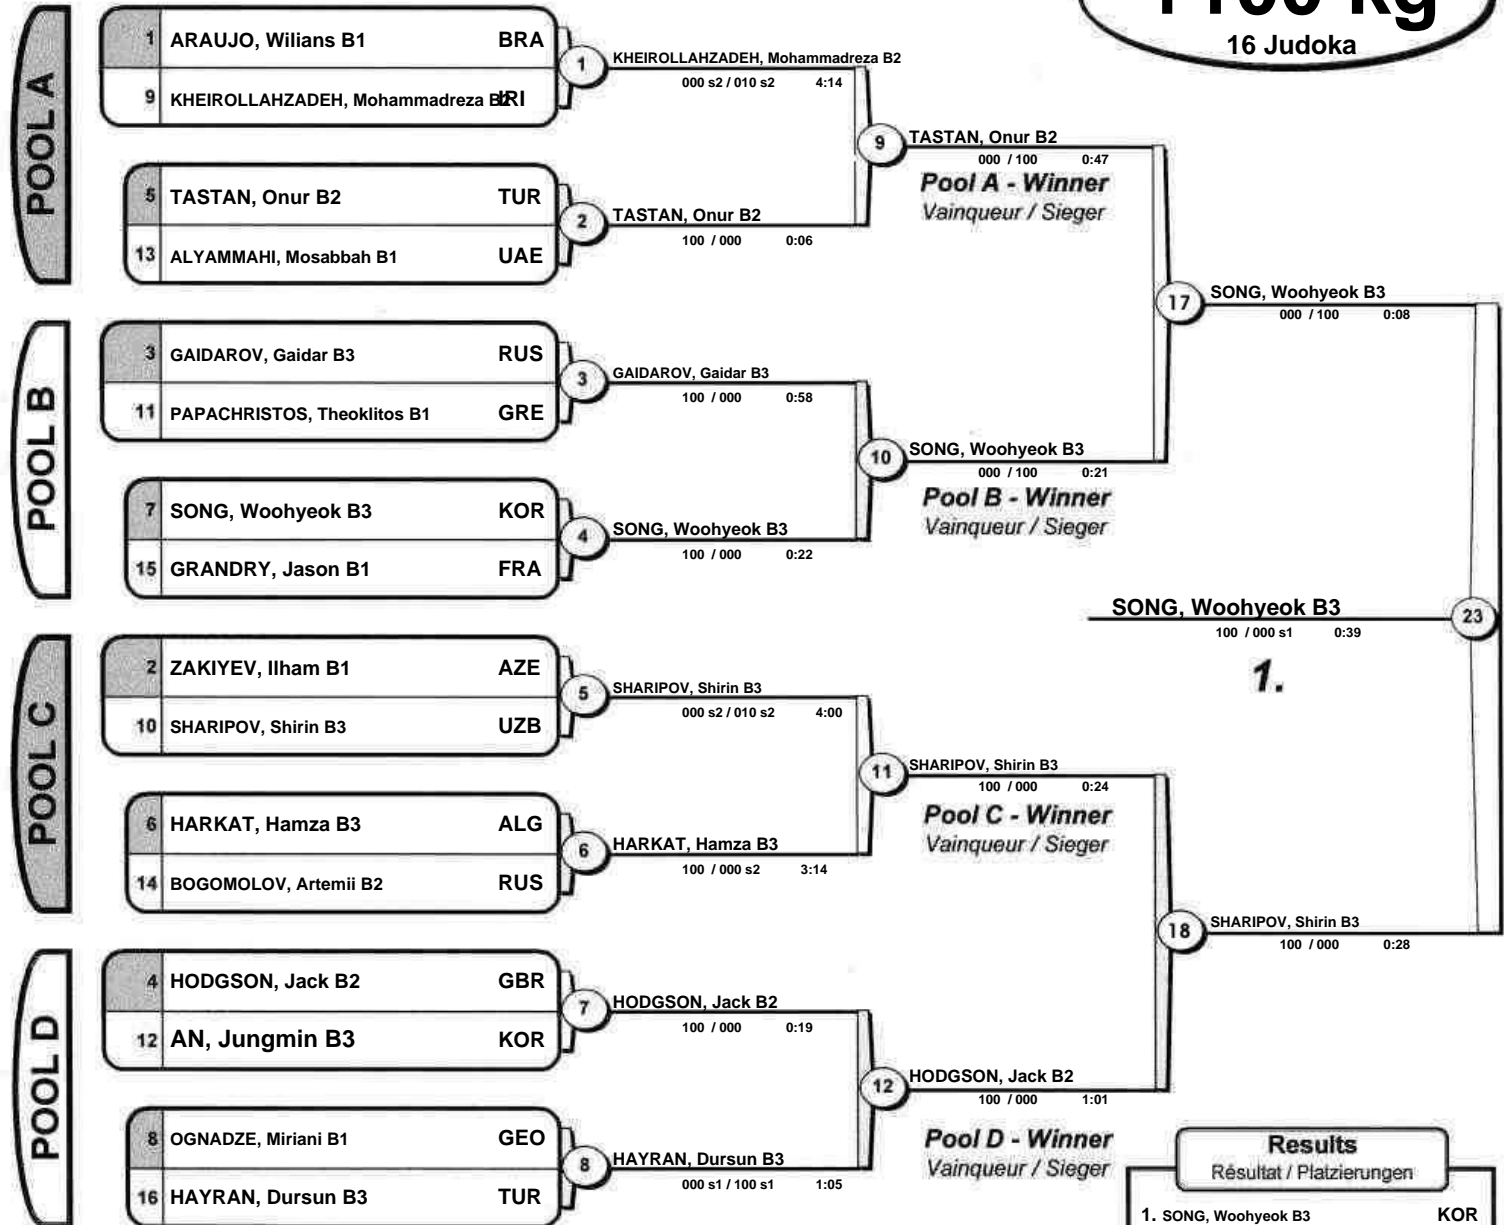 +100 kg
16 Judoka
POOL A
1 ARAUJO, Wilians B1 BRA
9 KHEIROLLAHZADEH, Mohammadreza B2 IRI
1
KHEIROLLAHZADEH, Mohammadreza B2
000 s2 / 010 s2 4:14
5 TASTAN, Onur B2 TUR
13 ALYAMMAHI, Mosabbah B1 UAE
2
TASTAN, Onur B2
100 / 000 0:06
9
TASTAN, Onur B2
000 / 100 0:47
Pool A - Winner
Vainqueur / Sieger
POOL B
3 GAIDAROV, Gaidar B3 RUS
11 PAPACHRISTOS, Theoklitos B1 GRE
3
GAIDAROV, Gaidar B3
100 / 000 0:58
7 SONG, Woohyeok B3 KOR
15 GRANDRY, Jason B1 FRA
4
SONG, Woohyeok B3
100 / 000 0:22
10
SONG, Woohyeok B3
000 / 100 0:21
Pool B - Winner
Vainqueur / Sieger
17
SONG, Woohyeok B3
000 / 100 0:08
SONG, Woohyeok B3
100 / 000 s1 0:39
23
1.
POOL C
2 ZAKIYEV, Ilham B1 AZE
10 SHARIPOV, Shirin B3 UZB
5
SHARIPOV, Shirin B3
000 s2 / 010 s2 4:00
6 HARKAT, Hamza B3 ALG
14 BOGOMOLOV, Artemii B2 RUS
6
HARKAT, Hamza B3
100 / 000 s2 3:14
11
SHARIPOV, Shirin B3
100 / 000 0:24
Pool C - Winner
Vainqueur / Sieger
18
SHARIPOV, Shirin B3
100 / 000 0:28
POOL D
4 HODGSON, Jack B2 GBR
12 AN, Jungmin B3 KOR
7
HODGSON, Jack B2
100 / 000 0:19
8 OGNADZE, Miriani B1 GEO
16 HAYRAN, Dursun B3 TUR
8
HAYRAN, Dursun B3
000 s1 / 100 s1 1:05
12
HODGSON, Jack B2
100 / 000 1:01
Pool D - Winner
Vainqueur / Sieger
Results
Résultat / Platzierungen
1. SONG, Woohyeok B3 KOR